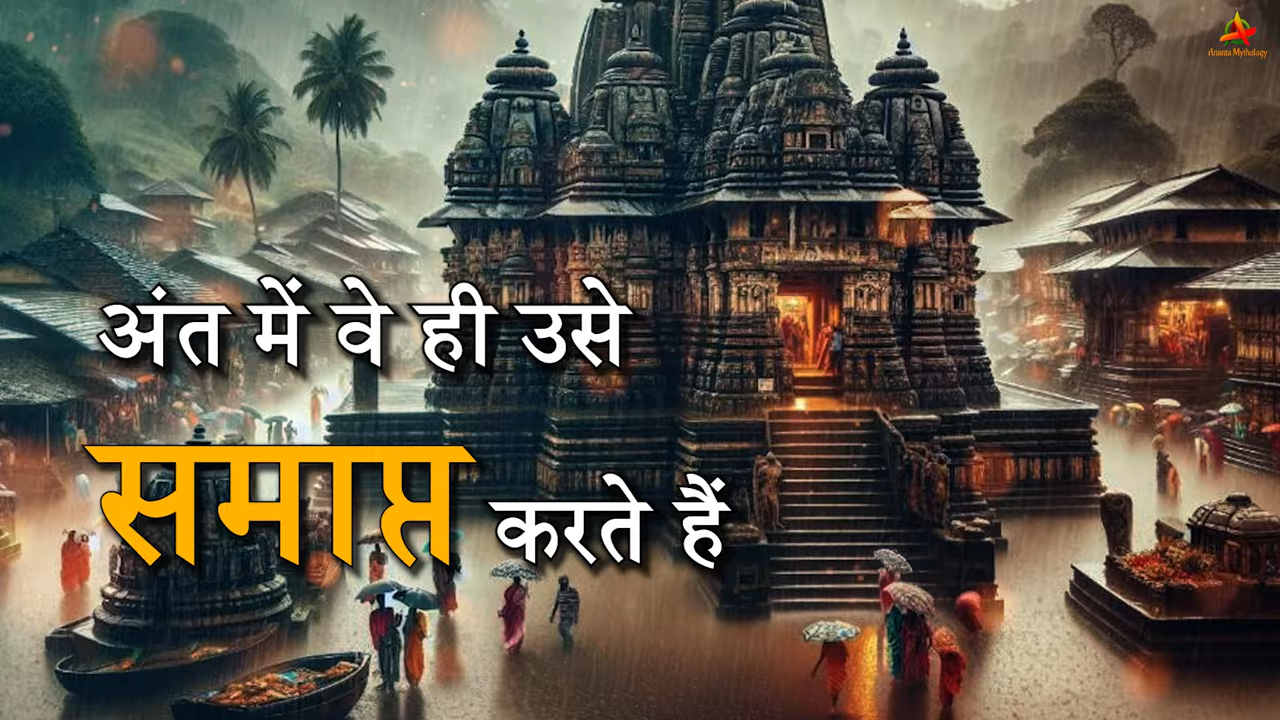 Ananta Mythology
अंत में वे ही उसे
समाप्त करते हैं